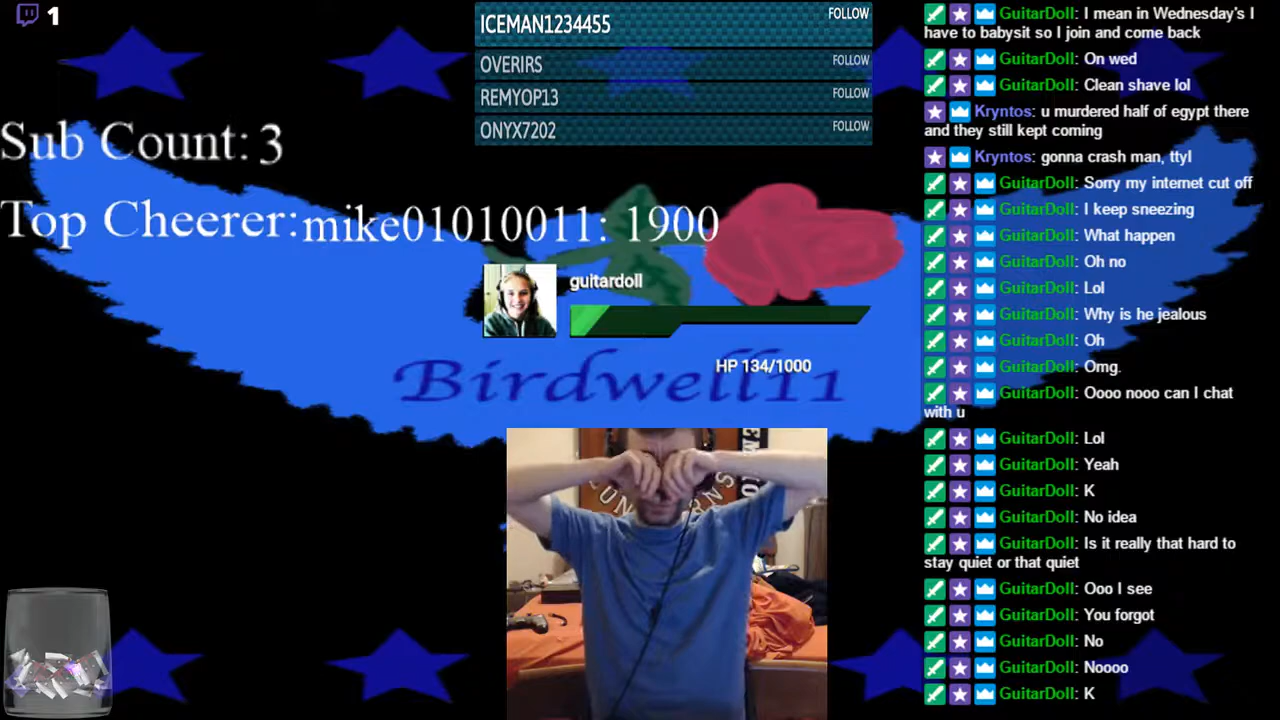 1
ICEMAN1234455 FOLLOW
OVERIRS FOLLOW
REMYOP13 FOLLOW
ONYX7202 FOLLOW
Sub Count: 3
Top Cheerer: mike01010011: 1900
guitardoll
HP 134/1000
Birdwell11
GuitarDoll: I mean in Wednesday's I
have to babysit so I join and come back
GuitarDoll: On wed
GuitarDoll: Clean shave lol
Kryntos: u murdered half of egypt there
and they still kept coming
Kryntos: gonna crash man, ttyl
GuitarDoll: Sorry my internet cut off
GuitarDoll: I keep sneezing
GuitarDoll: What happen
GuitarDoll: Oh no
GuitarDoll: Lol
GuitarDoll: Why is he jealous
GuitarDoll: Oh
GuitarDoll: Omg.
GuitarDoll: Oooo nooo can I chat
with u
GuitarDoll: Lol
GuitarDoll: Yeah
GuitarDoll: K
GuitarDoll: No idea
GuitarDoll: Is it really that hard to
stay quiet or that quiet
GuitarDoll: Ooo I see
GuitarDoll: You forgot
GuitarDoll: No
GuitarDoll: Noooo
GuitarDoll: K